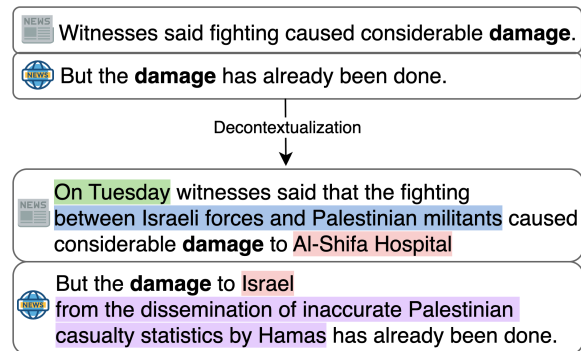 NEWS
Witnesses said fighting caused considerable damage.
NEWS
But the damage has already been done.
Decontextualization
On Tuesday witnesses said that the fighting
NEWS
between Israeli forces and Palestinian militants caused
considerable damage to Al-Shifa Hospital
But the damage to Israel
NEWS
from the dissemination of inaccurate Palestinian
casualty statistics by Hamas has already been done.